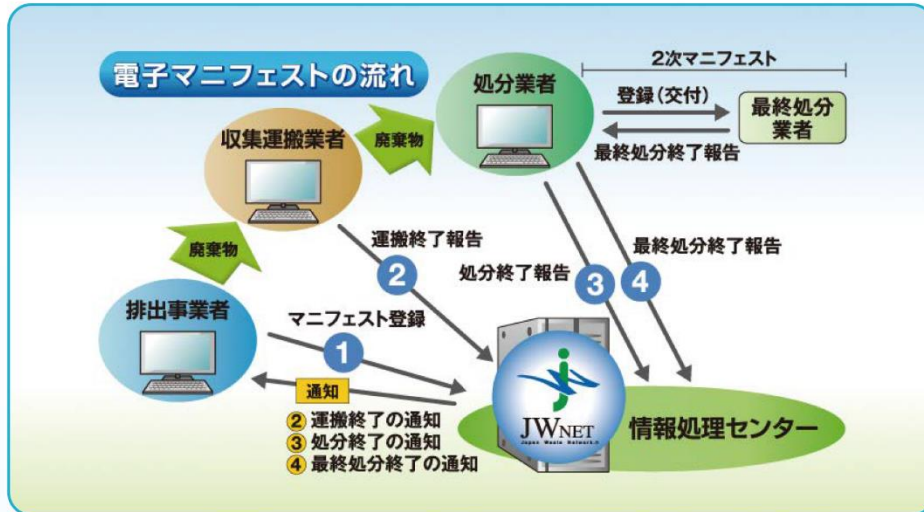 電子マニフェストの流れ
2次マニフェスト
処分業者
登録(交付)
最終処分
業者
最終処分終了報告
収集運搬業者
廃棄物
廃棄物
運搬終了報告
2
処分終了報告
3
最終処分終了報告
4
排出事業者
マニフェスト登録
1
通知
② 運搬終了の通知
③ 処分終了の通知
④ 最終処分終了の通知
JWNET
Japan Waste Network
情報処理センター